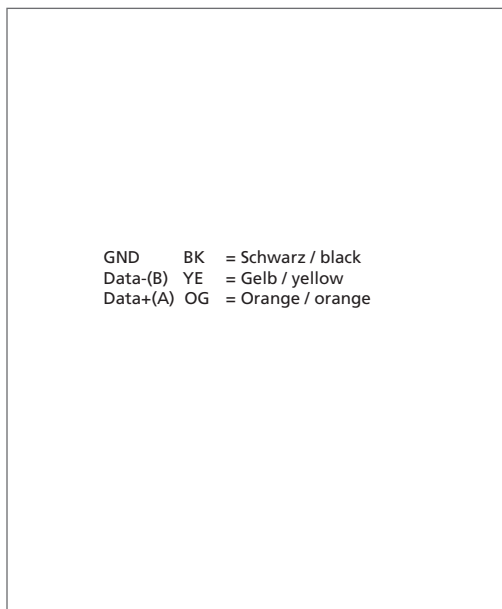 GND BK = Schwarz / black
Data-(B) YE = Gelb / yellow
Data+(A) OG = Orange / orange